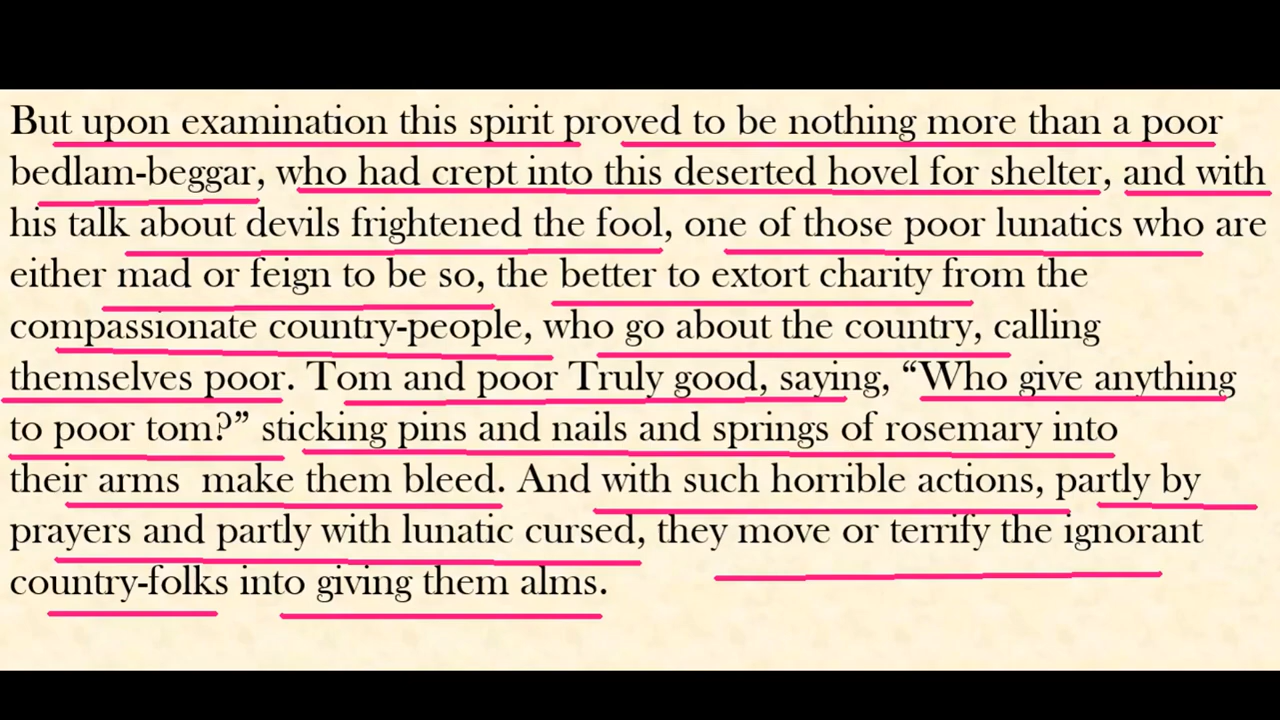 But upon examination this spirit proved to be nothing more than a poor
bedlam-beggar, who had crept into this deserted hovel for shelter, and with
his talk about devils frightened the fool, one of those poor lunatics who are
either mad or feign to be so, the better to extort charity from the
compassionate country-people, who go about the country, calling
themselves poor. Tom and poor Truly good, saying, “Who give anything
to poor tom?” sticking pins and nails and springs of rosemary into
their arms  make them bleed. And with such horrible actions, partly by
prayers and partly with lunatic cursed, they move or terrify the ignorant
country-folks into giving them alms.